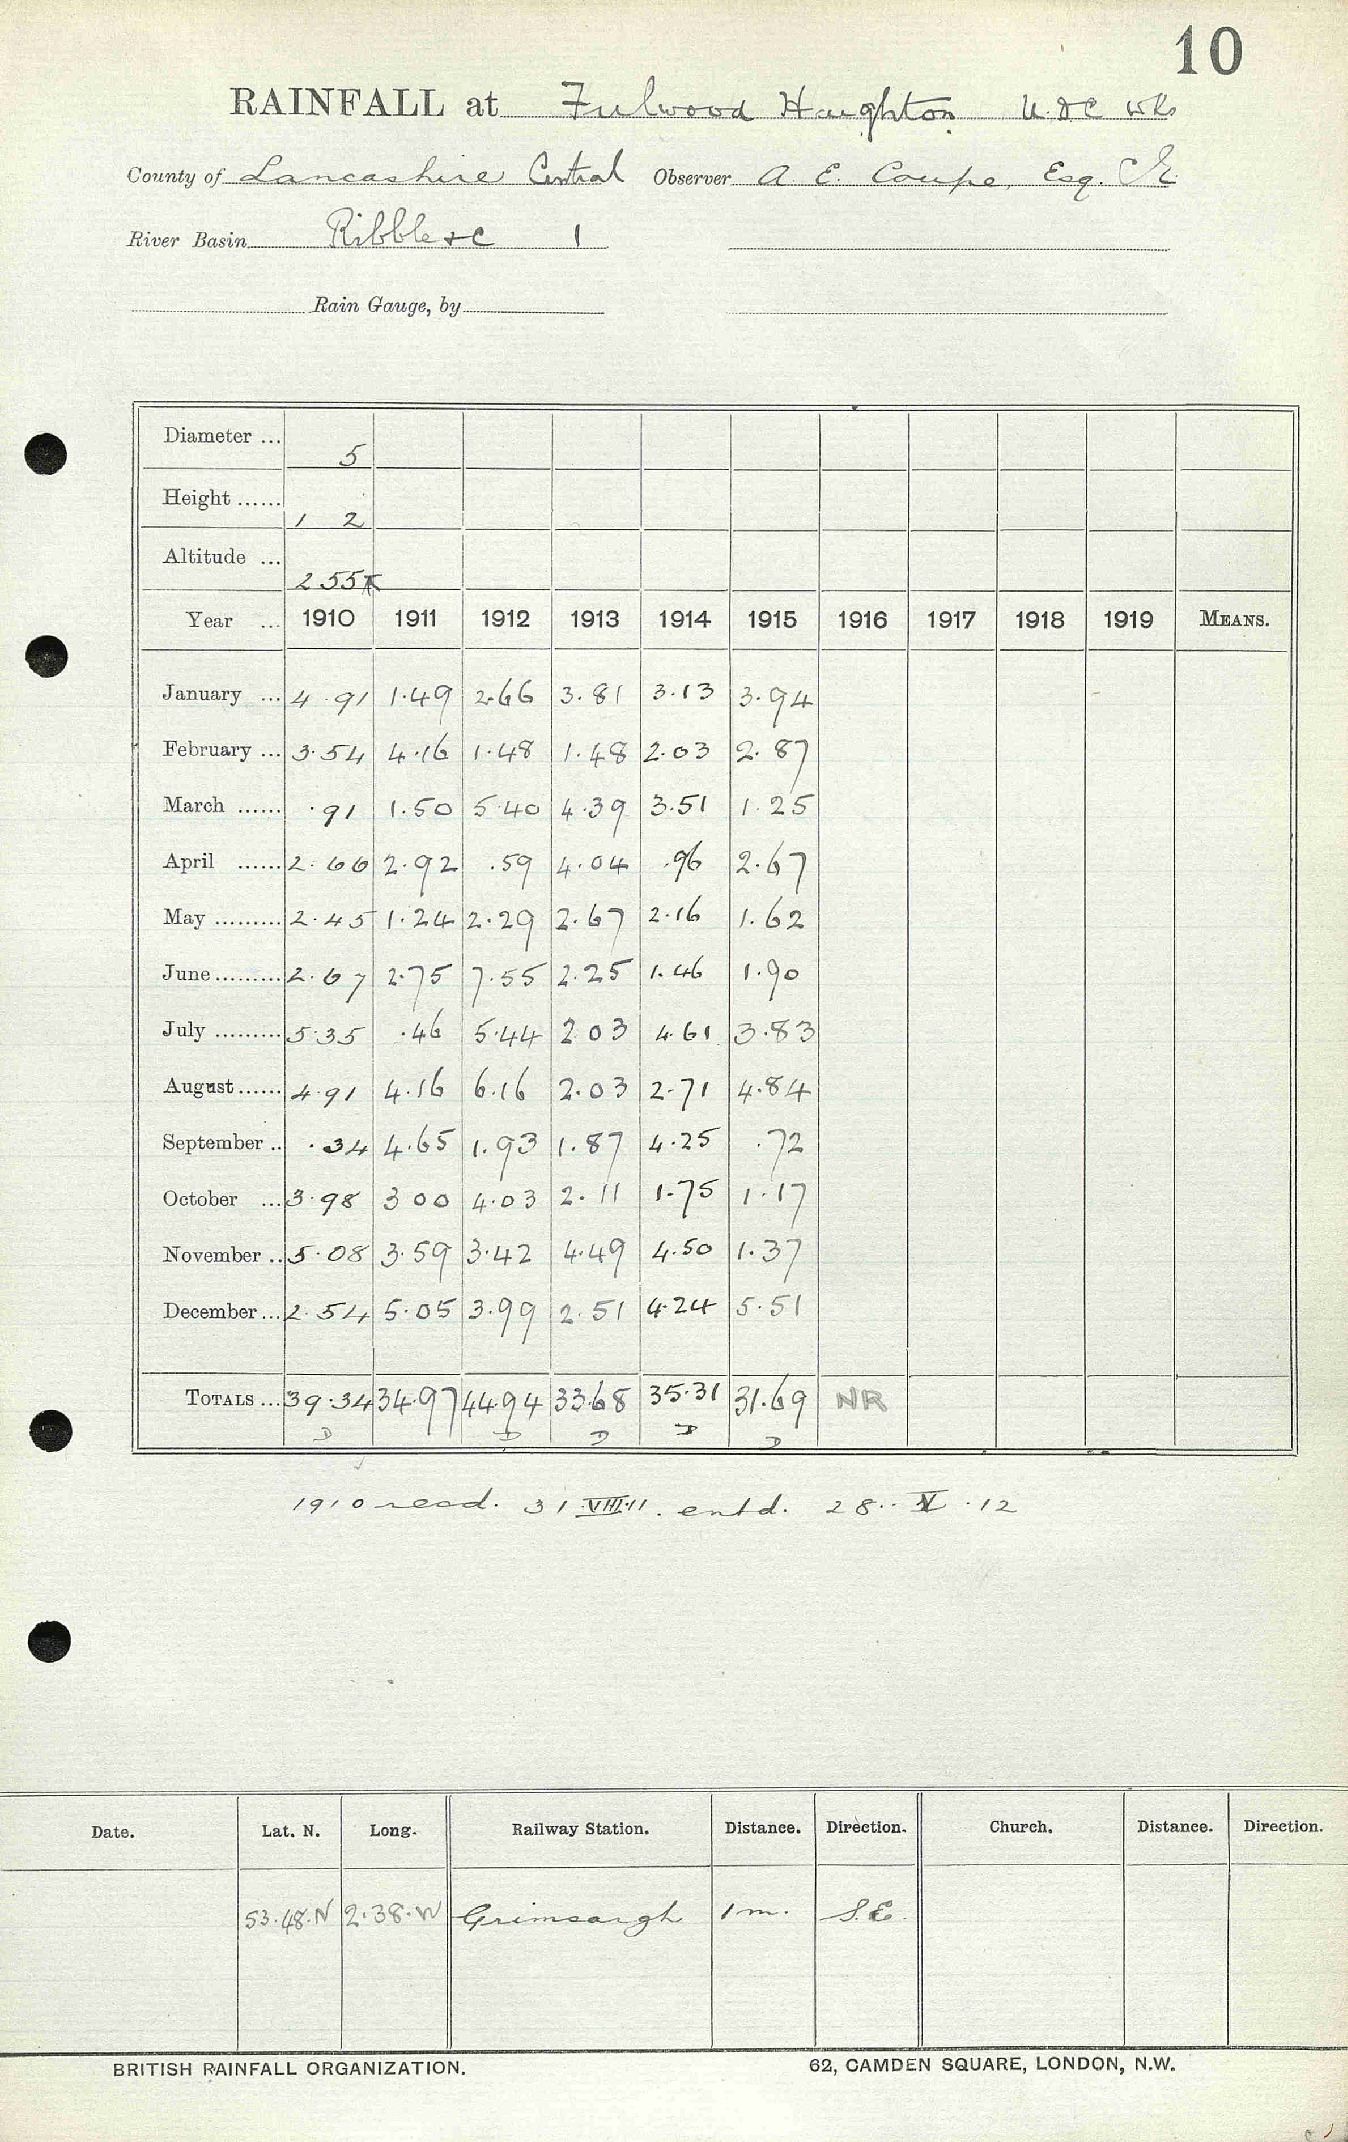 10
RAINFALL at Fulwood Haughton U.D.C Wks
County of Lancashire Central Observer A. E. Coupe, Esq. C.E.
River Basin Ribble &c 1
Rain Gauge, by
Diameter ... 5
Height ...... 1 2
Altitude ... 255
Year ... 1910 1911 1912 1913 1914 1915 1916 1917 1918 1919 MEANS.
January ... 4.91 1.49 2.66 3.81 3.13 3.94
February ... 3.54 4.16 1.48 1.48 2.03 2.87
March ...... .91 1.50 5.40 4.39 3.51 1.25
April ...... 2.66 2.92 .59 4.04 .96 2.67
May ......... 2.45 1.24 2.29 2.67 2.16 1.62
June ......... 2.67 2.75 7.55 2.25 1.46 1.90
July ......... 5.35 .46 5.44 2 03 4.61 3.83
August ...... 4.91 4.16 6.16 2.03 2.71 4.84
September .. .34 4.65 1.93 1.87 4.25 .72
October ... 3.98 3 00 4.03 2.11 1.75 1.17
November .. 5.08 3.59 3.42 4.49 4.50 1.37
December ... 2.54 5.05 3.99 2.51 4.24 5.51
TOTALS ... 39.34 34.97 44.94 33.68 35.31 31.69 NR
D D D D D
1910 recd. 31.VIII.11. entd. 28.V.12
Date. Lat. N. Long. Railway Station. Distance. Direction. Church. Distance. Direction.
53.48.N 2.38.W Grimsargh 1 m. S.E.
BRITISH RAINFALL ORGANIZATION. 62, CAMDEN SQUARE, LONDON, N.W.